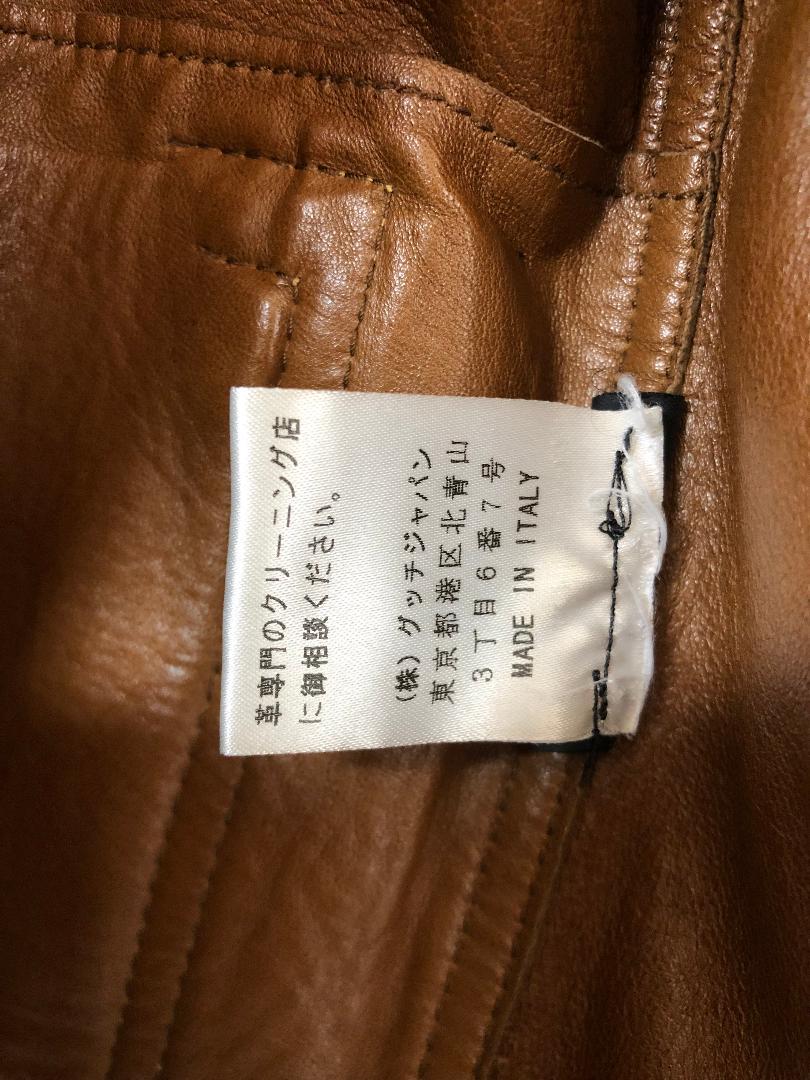 革専門のクリーニング店
に御相談ください。
(株)グッチジャパン
東京都港区北青山
3丁目6番7号
MADE IN ITALY